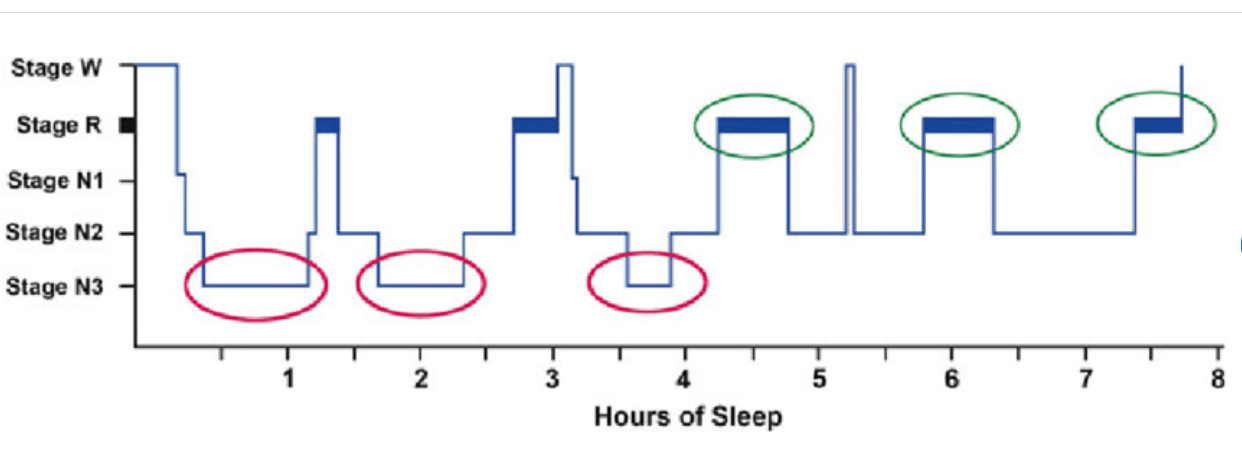 Stage W
Stage R
Stage N1
Stage N2
Stage N3
1 2 3 4 5 6 7 8
Hours of Sleep